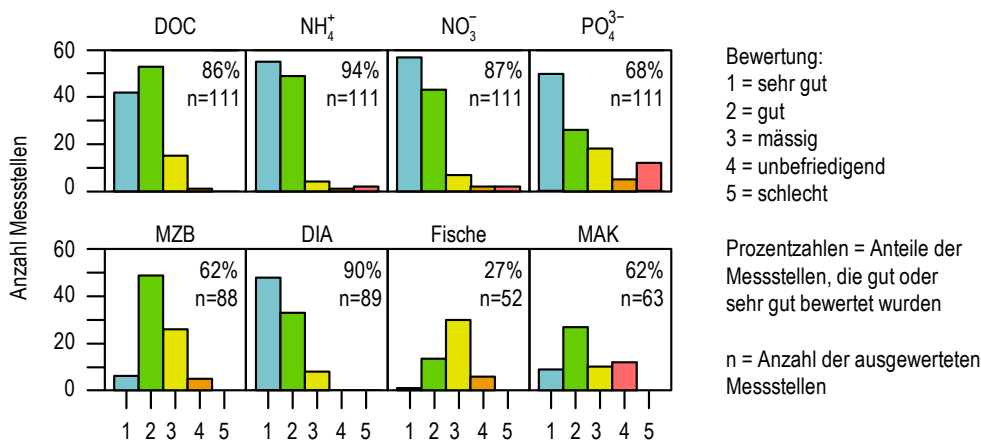 DOC NH₄⁺ NO₃⁻ PO₄³⁻
Anzahl Messstellen
60
40
20
0
86%
n=111
94%
n=111
87%
n=111
68%
n=111
MZB DIA Fische MAK
60
40
20
0
62%
n=88
90%
n=89
27%
n=52
62%
n=63
1 2 3 4 5 1 2 3 4 5 1 2 3 4 5 1 2 3 4 5
Bewertung:
1 = sehr gut
2 = gut
3 = mässig
4 = unbefriedigend
5 = schlecht
Prozentzahlen = Anteile der
Messstellen, die gut oder
sehr gut bewertet wurden
n = Anzahl der ausgewerteten
Messstellen